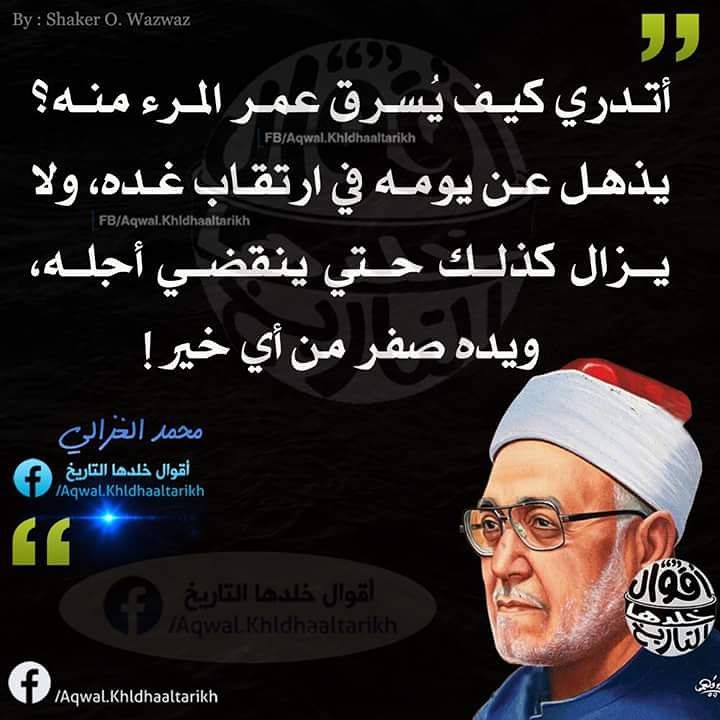 By : Shaker O. Wazwaz
أتدري كيف يُسرق عمر المرء منه؟
FB/Aqwal.Khldhaaltarikh
يذهل عن يومه في ارتقاب غده، ولا
FB/Aqwal.Khldhaaltarikh
يزال كذلك حتي ينقضي أجله،
ويده صفر من أي خير!
محمد الغزالي
أقوال خلدها التاريخ
/Aqwal.Khldhaaltarikh
أقوال خلدها التاريخ
/Aqwal.Khldhaaltarikh
أقوال
خلدها
التاريخ
/Aqwal.Khldhaaltarikh